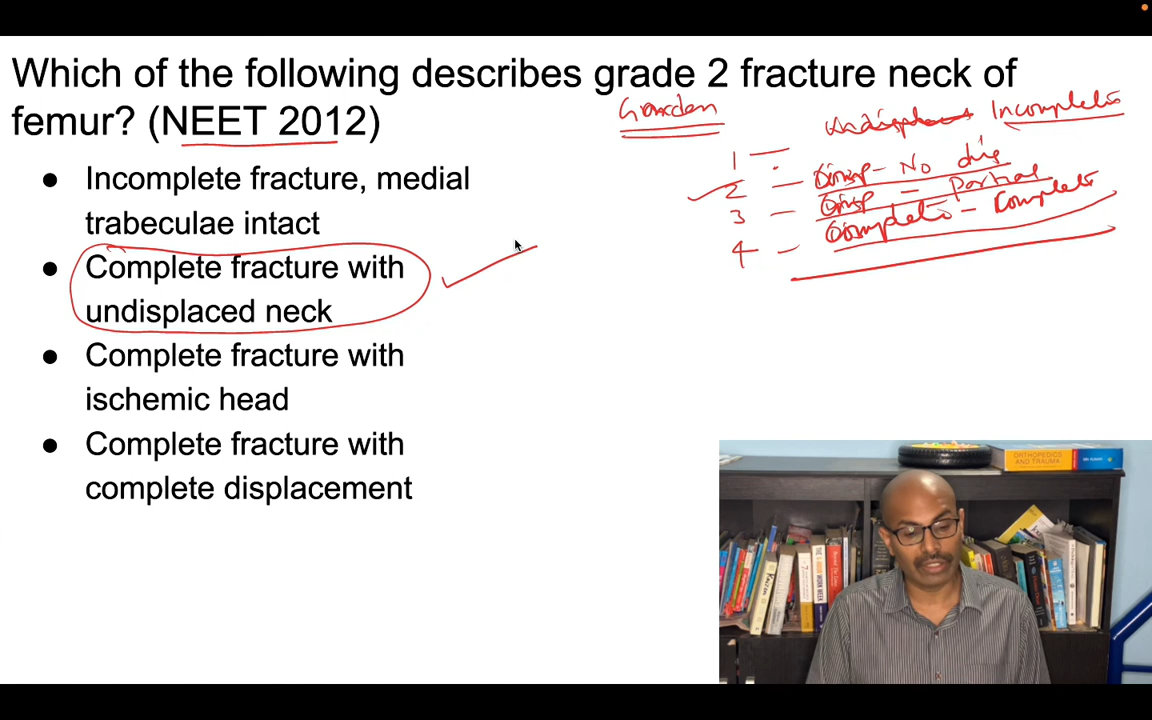 Which of the following describes grade 2 fracture neck of
femur? (NEET 2012)
● Incomplete fracture, medial
trabeculae intact
● Complete fracture with
undisplaced neck
● Complete fracture with
ischemic head
● Complete fracture with
complete displacement
Garden
Incomplete
1 -
2 - No dis
3 - Partial
4 - Complete - Complete
ORTHOPEDICS
AND TRAUMA